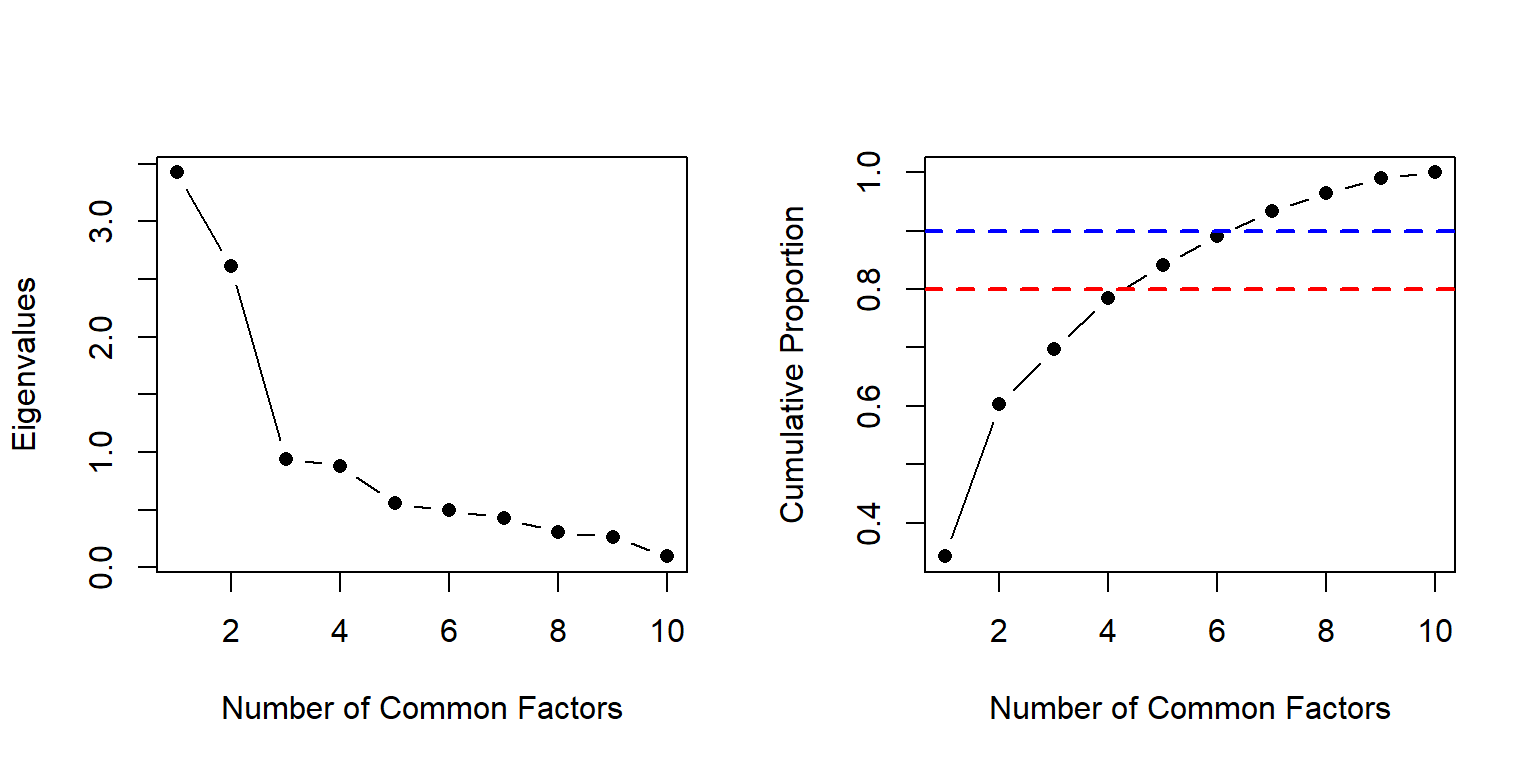 Eigenvalues
0.0
1.0
2.0
3.0
2 4 6 8 10
Number of Common Factors
Cumulative Proportion
0.4
0.6
0.8
1.0
2 4 6 8 10
Number of Common Factors